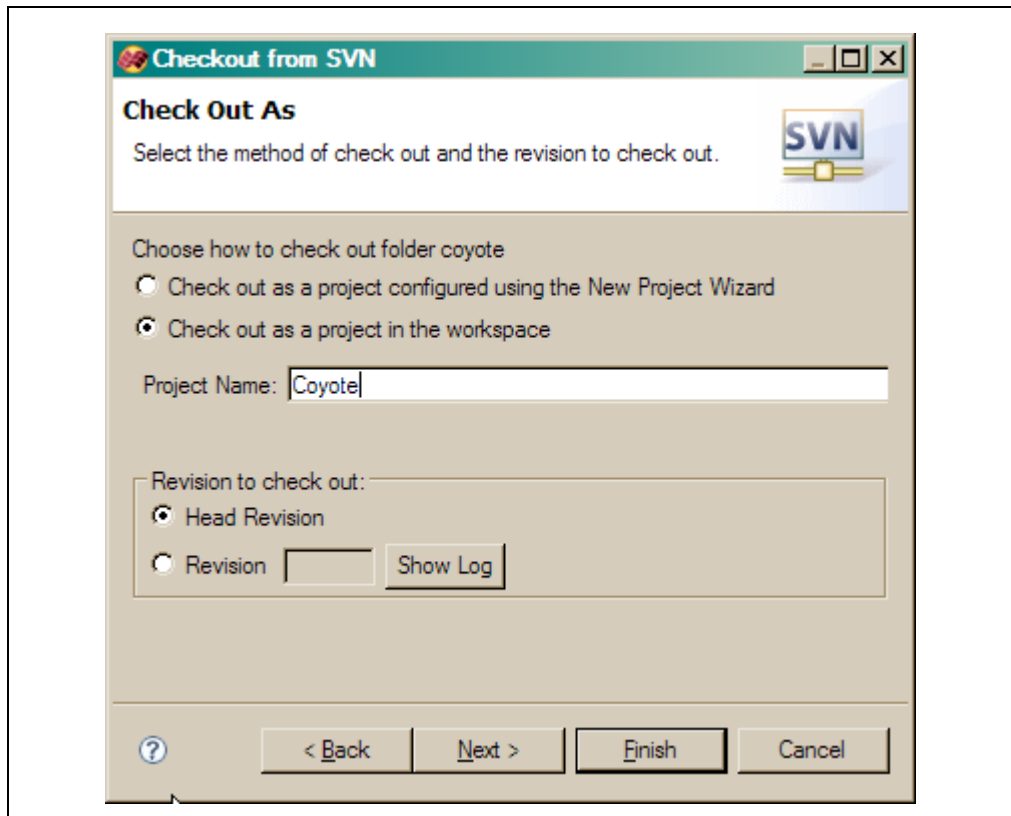 Checkout from SVN
Check Out As
Select the method of check out and the revision to check out.
SVN
Choose how to check out folder coyote
Check out as a project configured using the New Project Wizard
Check out as a project in the workspace
Project Name: Coyote
Revision to check out:
Head Revision
Revision Show Log
? < Back Next > Finish Cancel